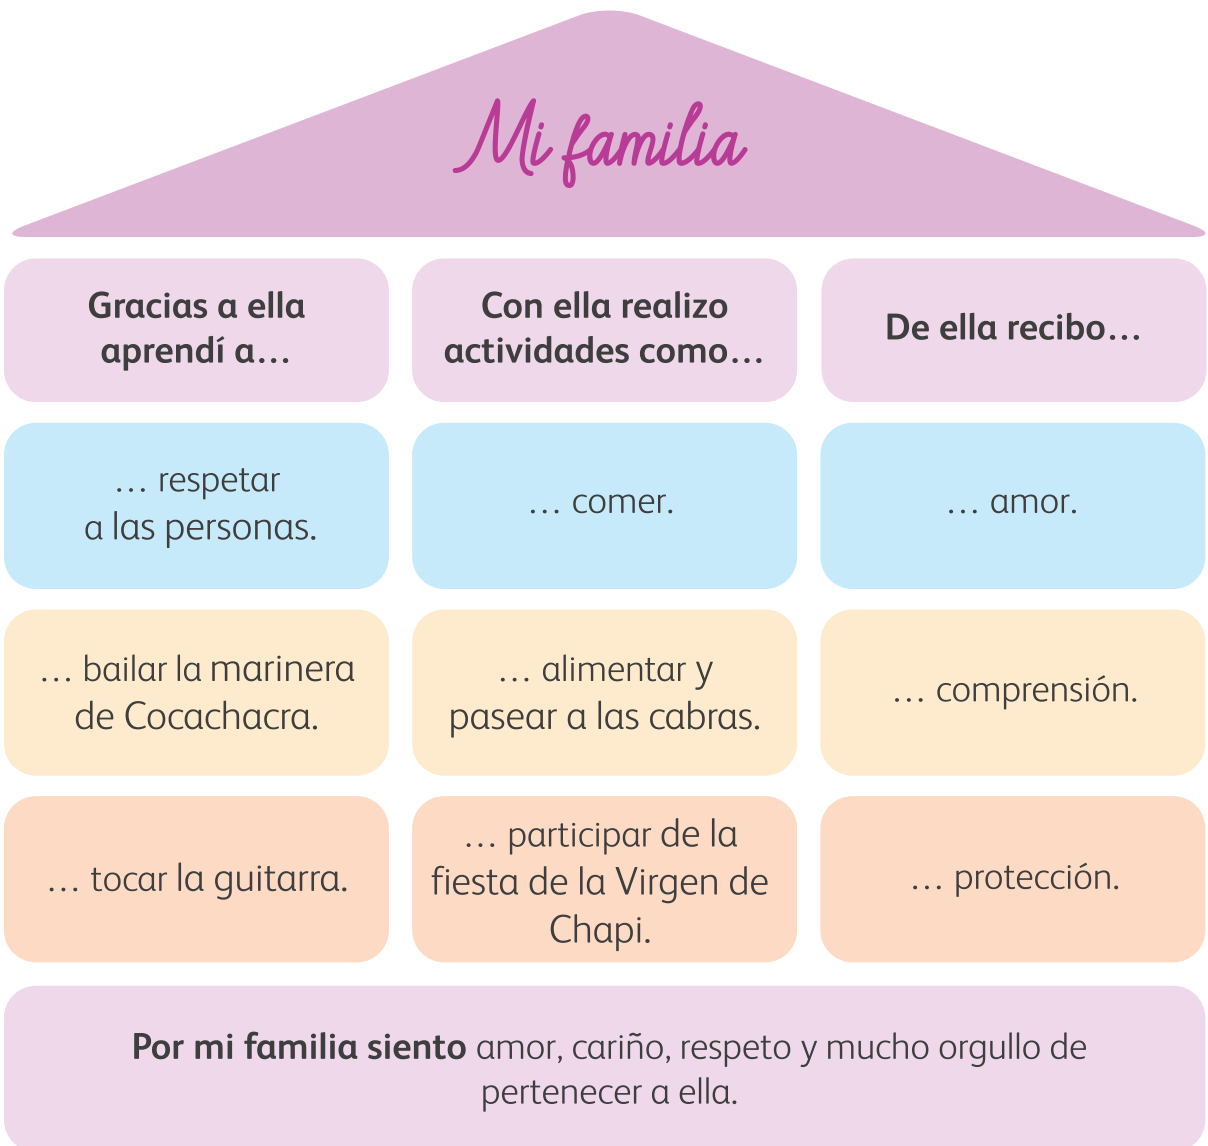 Mi familia
Gracias a ella
aprendí a…
Con ella realizo
actividades como…
De ella recibo…
… respetar
a las personas.
… comer.
… amor.
… bailar la marinera
de Cocachacra.
… alimentar y
pasear a las cabras.
… comprensión.
… tocar la guitarra.
… participar de la
fiesta de la Virgen de
Chapi.
… protección.
Por mi familia siento amor, cariño, respeto y mucho orgullo de
pertenecer a ella.